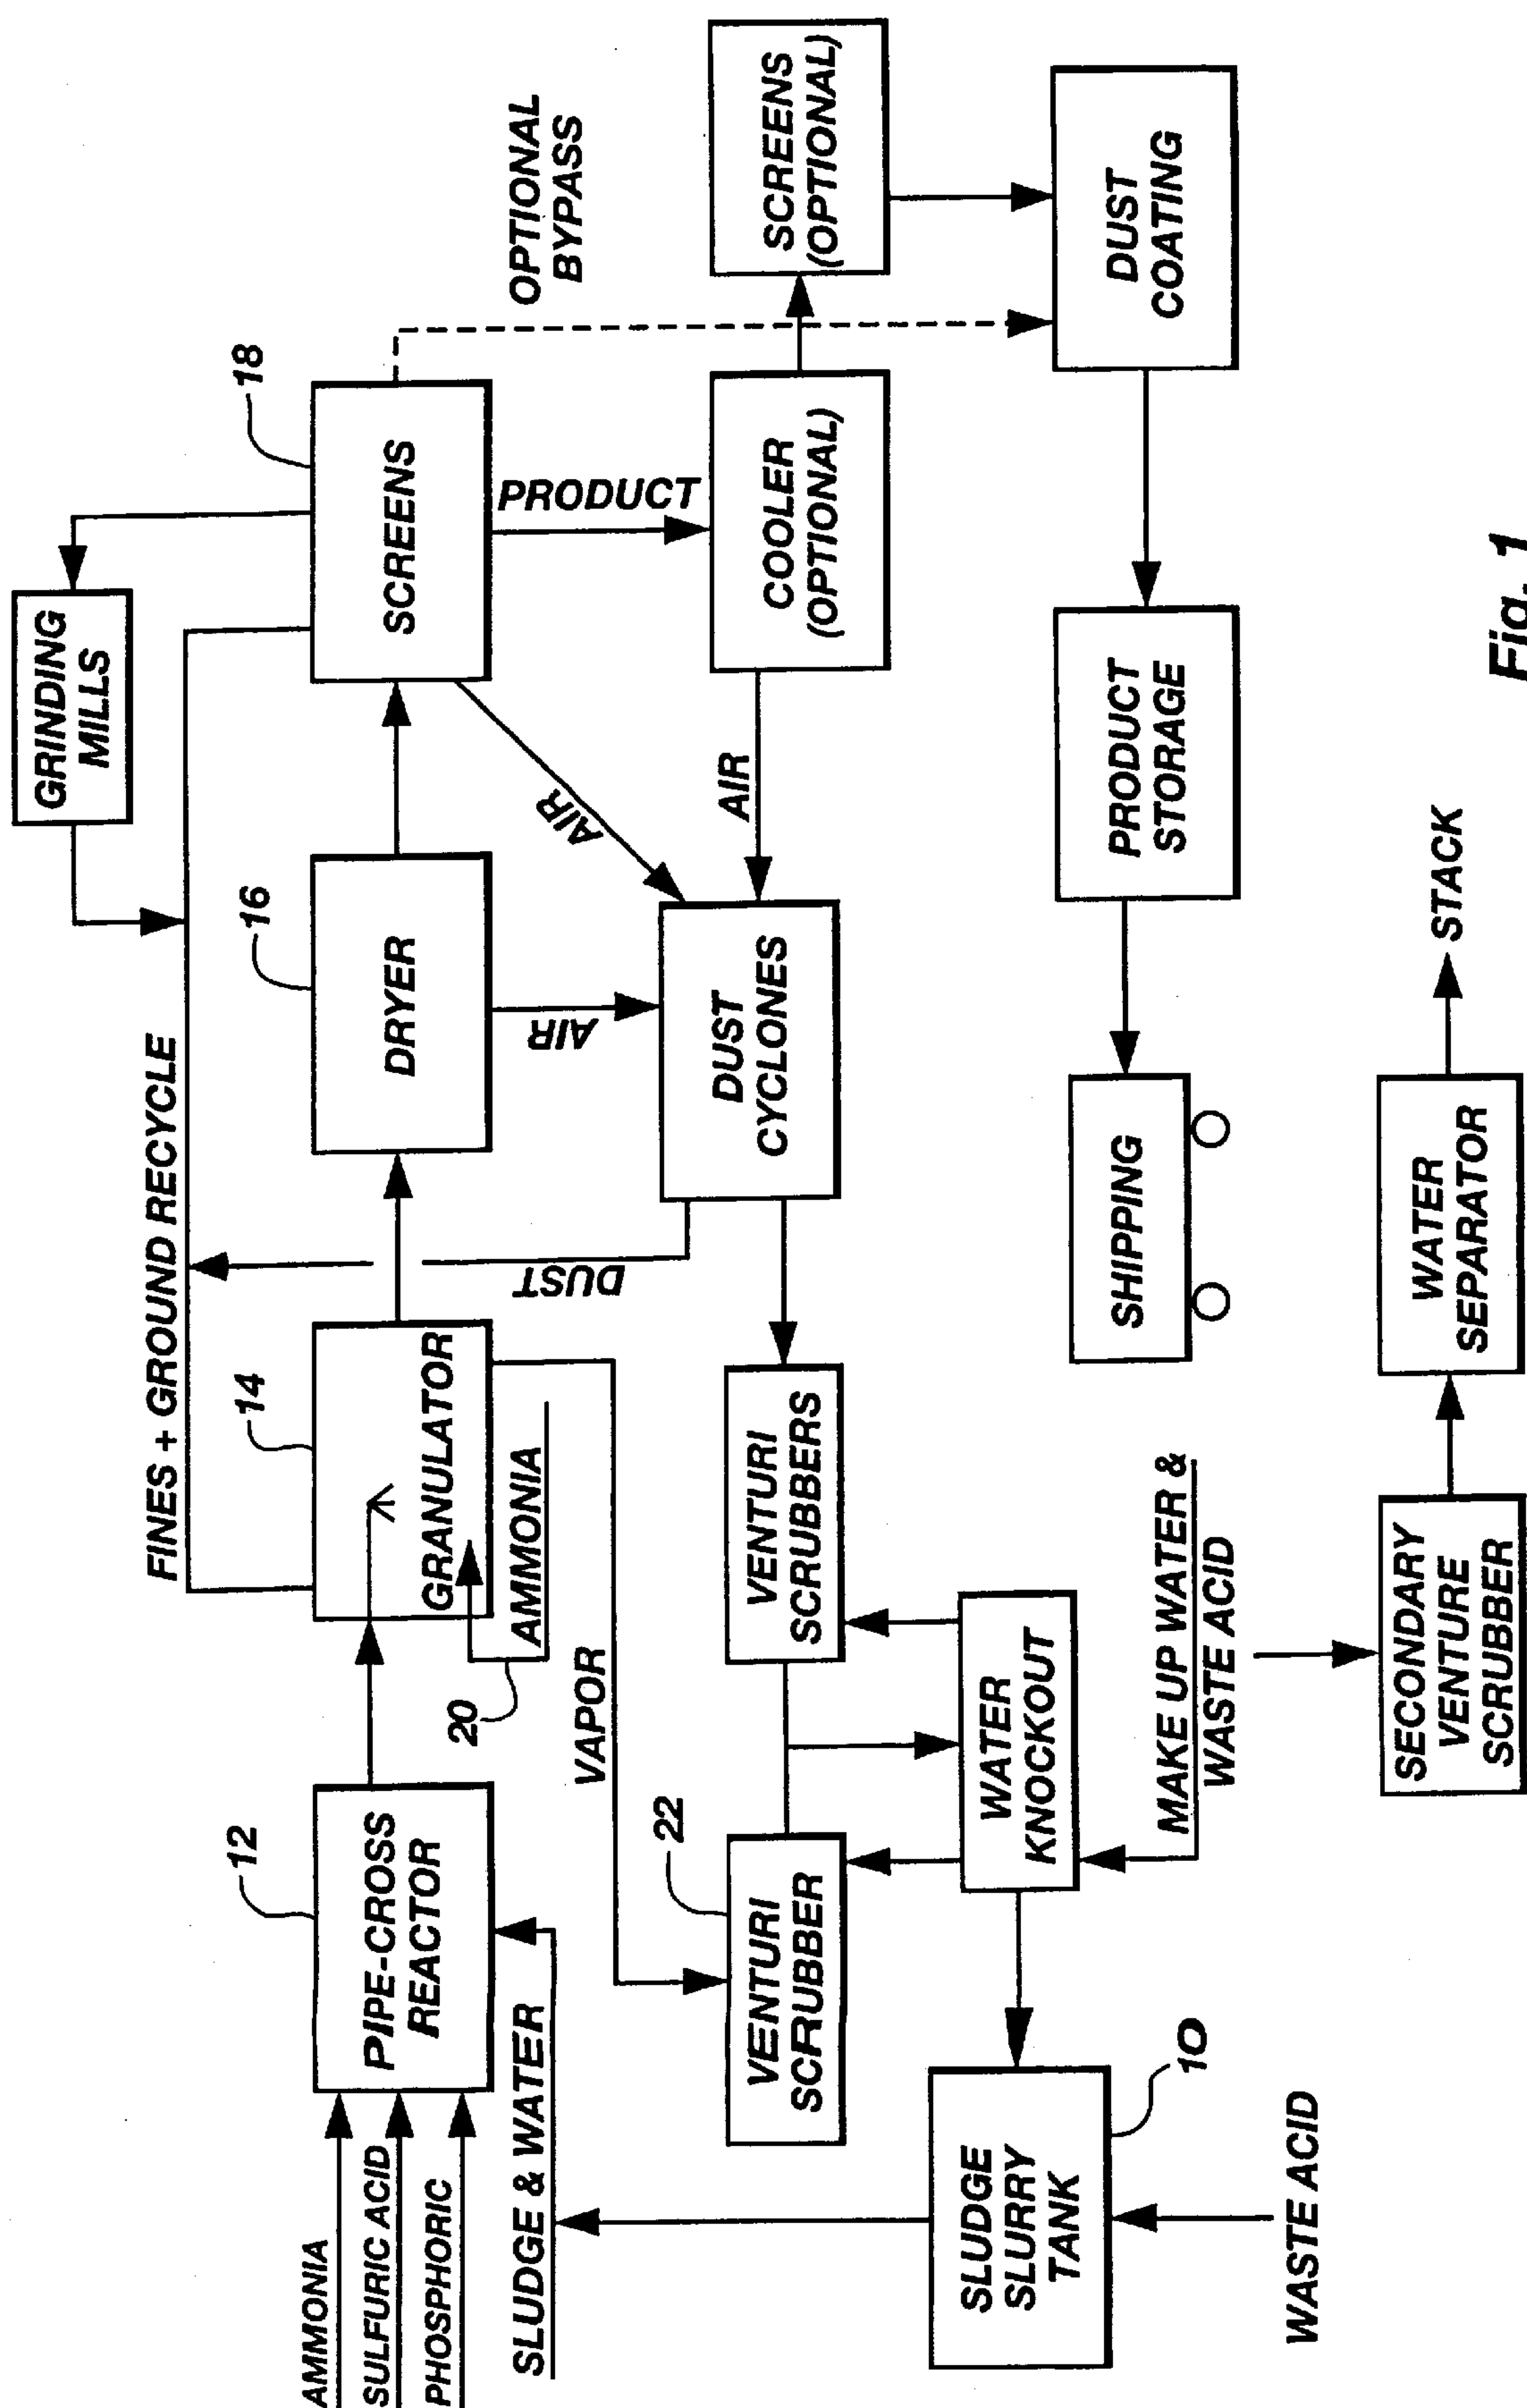 GRINDING
MILLS
FINES + GROUND RECYCLE
12
14
16
18
AMMONIA
SULFURIC ACID
PHOSPHORIC
PIPE-CROSS
REACTOR
GRANULATOR
DRYER
SCREENS
20
AMMONIA
SLUDGE & WATER
VAPOR
DUST
AIR
AIR
PRODUCT
OPTIONAL
BYPASS
22
VENTURI
SCRUBBER
VENTURI
SCRUBBERS
DUST
CYCLONES
AIR
COOLER
(OPTIONAL)
SCREENS
(OPTIONAL)
SLUDGE
SLURRY
TANK
10
WATER
KNOCKOUT
SHIPPING
PRODUCT
STORAGE
DUST
COATING
WASTE ACID
MAKE UP WATER &
WASTE ACID
SECONDARY
VENTURE
SCRUBBER
WATER
SEPARATOR
STACK
Fig. 1